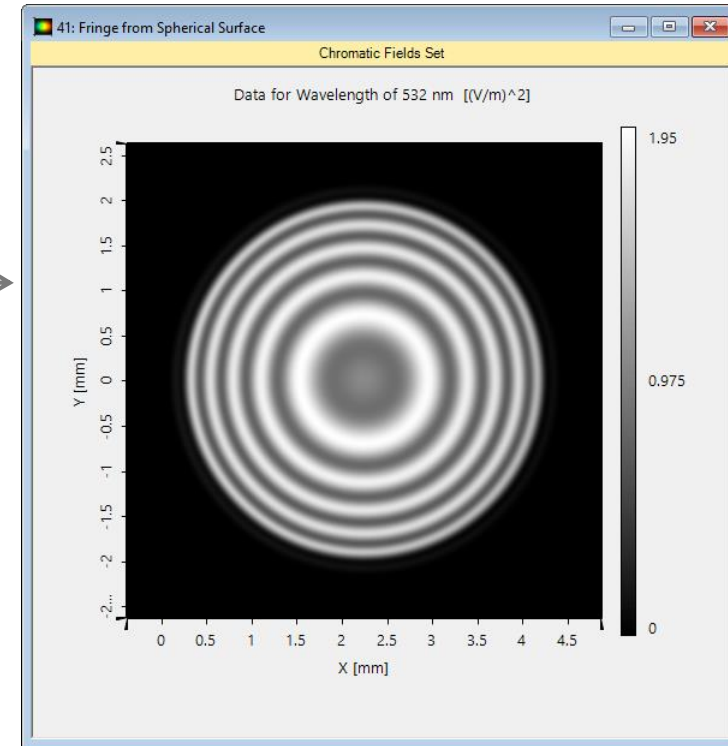 41: Fringe from Spherical Surface
Chromatic Fields Set
Data for Wavelength of 532 nm [(V/m)^2]
1.95
0.975
0
Y [mm]
2.5
2
1.5
1
0.5
0
-0.5
-1
-1.5
-2
-2...
0 0.5 1 1.5 2 2.5 3 3.5 4 4.5
X [mm]